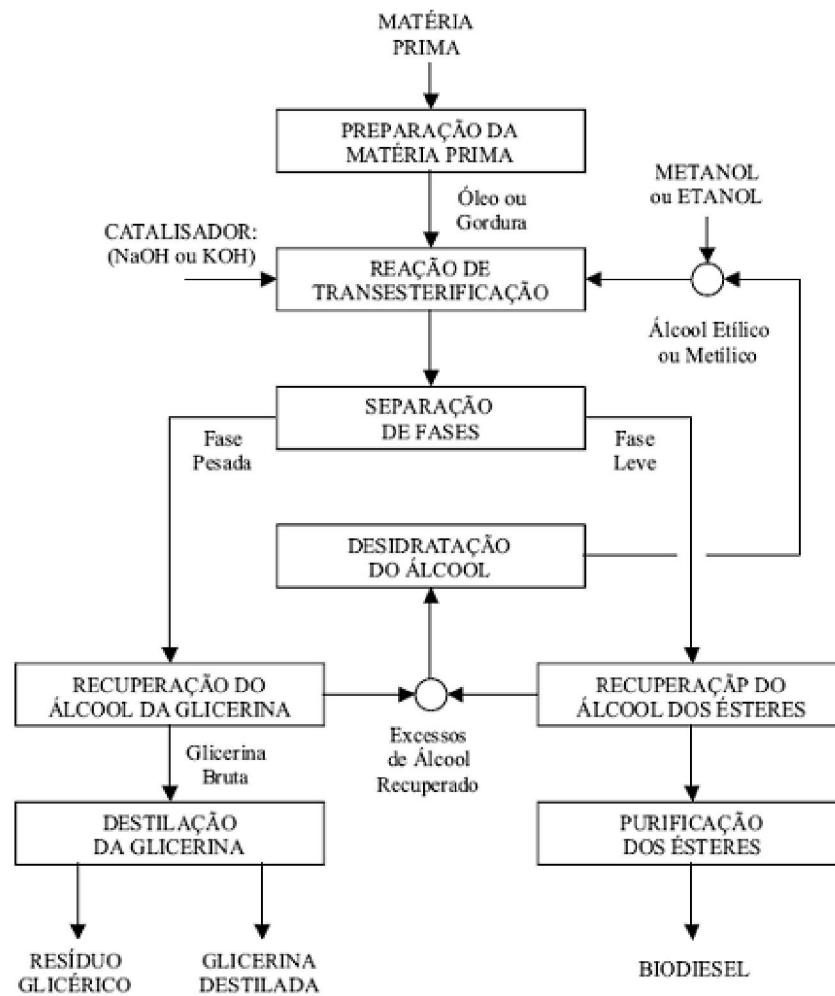 MATÉRIA
PRIMA
PREPARAÇÃO DA
MATÉRIA PRIMA
METANOL
ou ETANOL
Óleo ou
Gordura
CATALISADOR:
(NaOH ou KOH)
REAÇÃO DE
TRANSESTERIFICAÇÃO
Álcool Etílico
ou Metílico
SEPARAÇÃO
DE FASES
Fase
Pesada
Fase
Leve
DESIDRATAÇÃO
DO ÁLCOOL
RECUPERAÇÃO DO
ÁLCOOL DA GLICERINA
RECUPERAÇÃP DO
ÁLCOOL DOS ÉSTERES
Excessos
de Álcool
Recuperado
Glicerina
Bruta
DESTILAÇÃO
DA GLICERINA
PURIFICAÇÃO
DOS ÉSTERES
RESÍDUO
GLICÉRICO
GLICERINA
DESTILADA
BIODIESEL